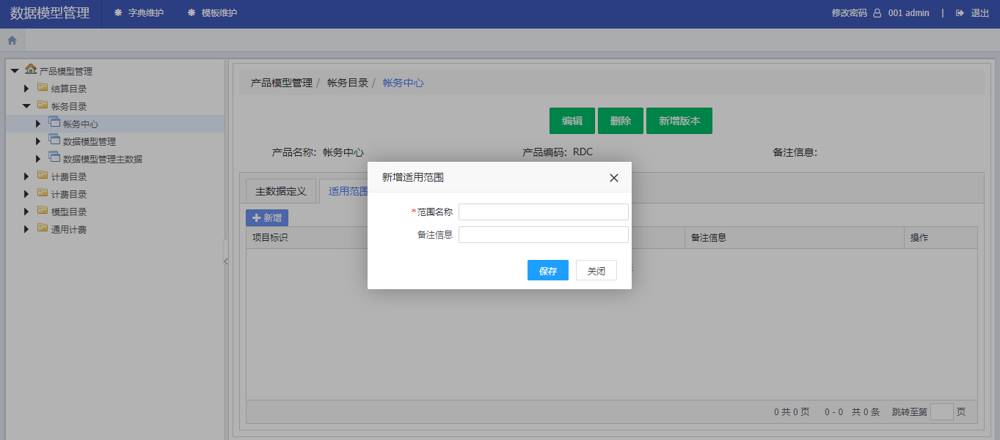 数据模型管理 字典维护 模板维护 修改密码 001 admin | 退出
产品模型管理
结算目录
帐务目录
帐务中心
数据模型管理
数据模型管理主数据
计费目录
计费目录
模型目录
通用计费
产品模型管理 / 帐务目录 / 帐务中心
编辑 删除 新增版本
产品名称：帐务中心 产品编码：RDC 备注信息：
主数据定义 适用范围
新增
项目标识 备注信息 操作
新增适用范围
*范围名称
备注信息
保存 关闭
0 共 0 页 0 - 0 共 0 条 跳转至第 页